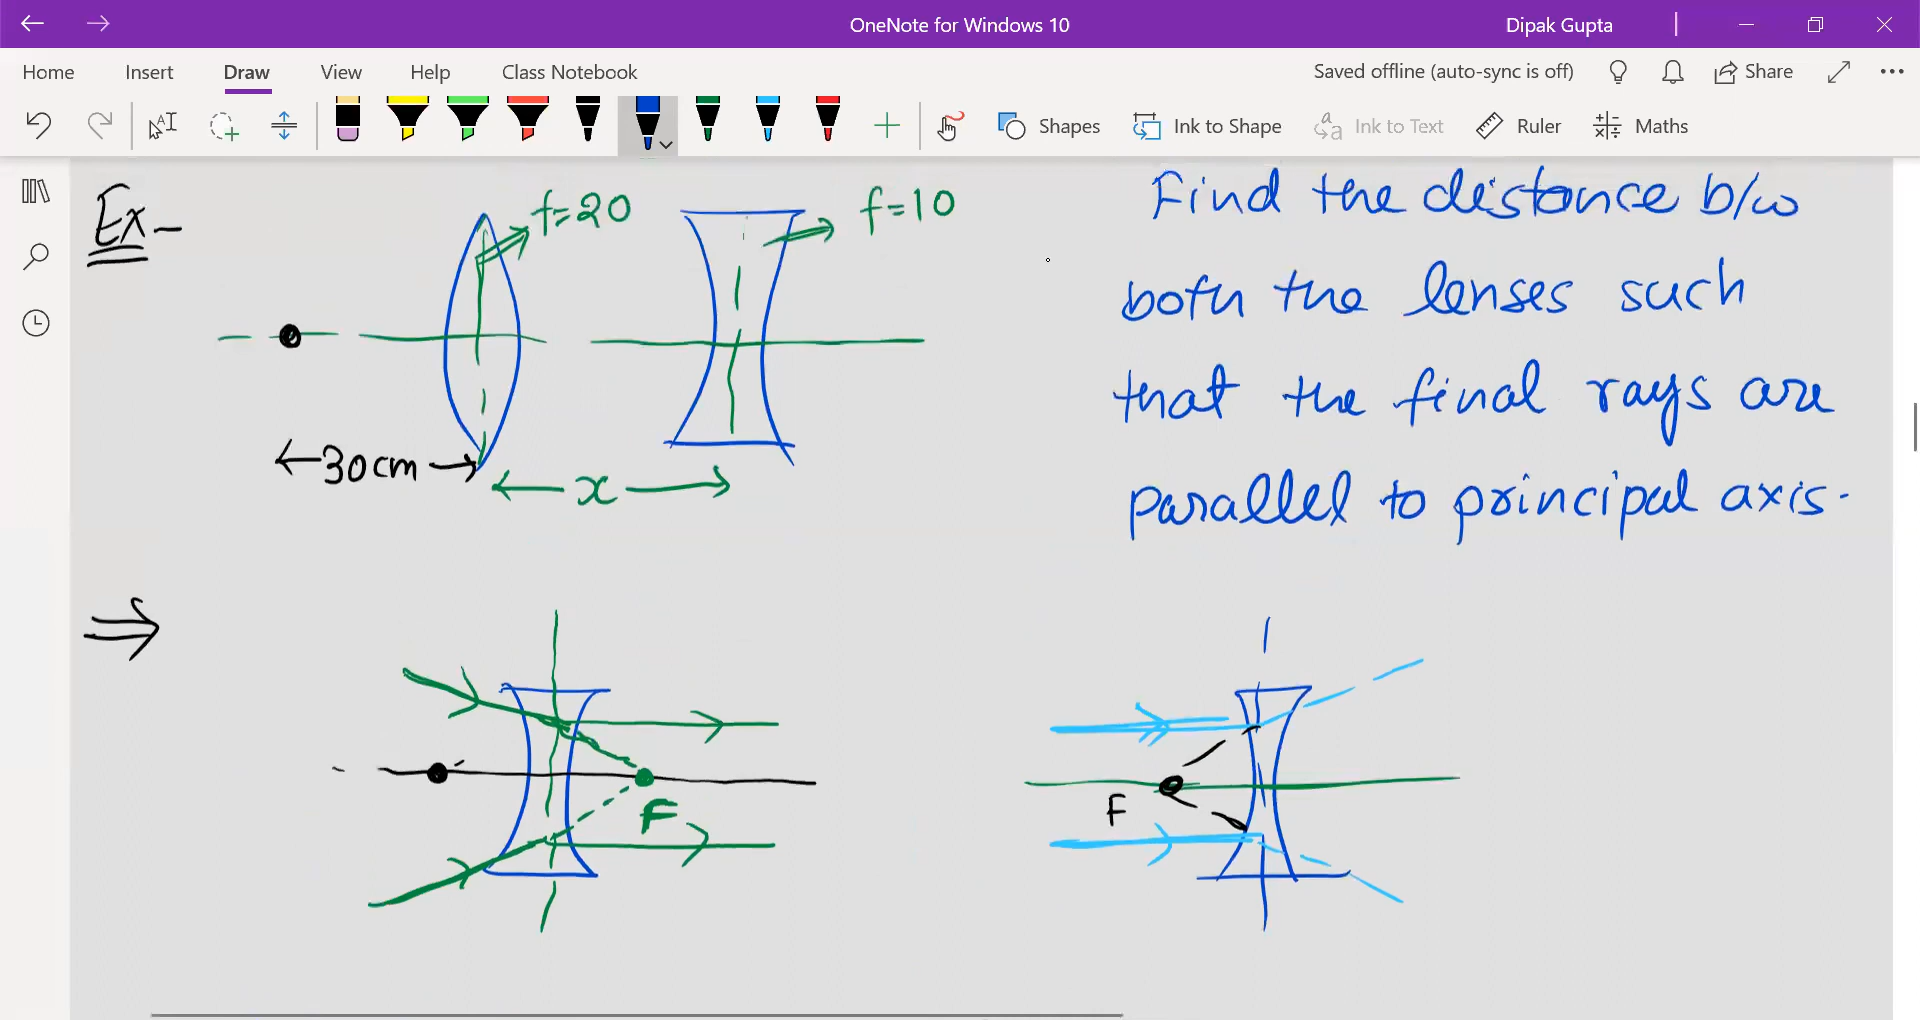 OneNote for Windows 10
Dipak Gupta
Home Insert Draw View Help Class Notebook
Saved offline (auto-sync is off)
Share
Shapes
Ink to Shape
Ink to Text
Ruler
Maths
Ex-
f=20
f=10
30cm
x
Find the distance b/w
both the lenses such
that the final rays are
parallel to principal axis.
F
F